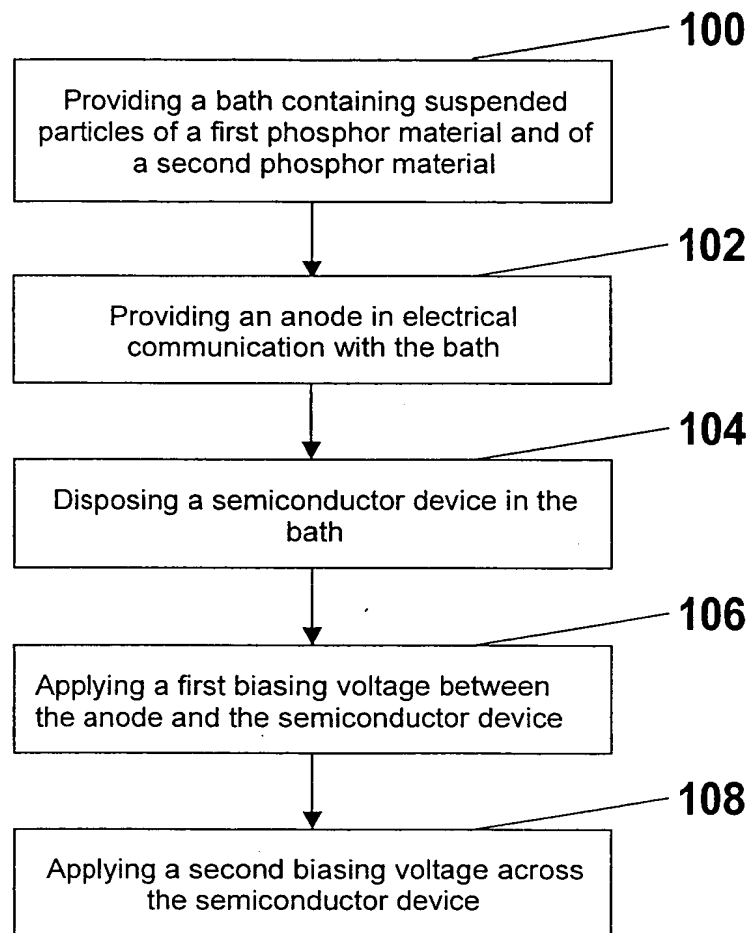 100
Providing a bath containing suspended
particles of a first phosphor material and of
a second phosphor material
102
Providing an anode in electrical
communication with the bath
104
Disposing a semiconductor device in the
bath
106
Applying a first biasing voltage between
the anode and the semiconductor device
108
Applying a second biasing voltage across
the semiconductor device